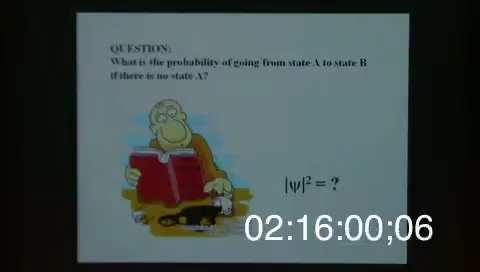 QUESTION:
What is the probability of going from state A to state B
if there is no state A?
|ψ|² = ?
02:16:00;06